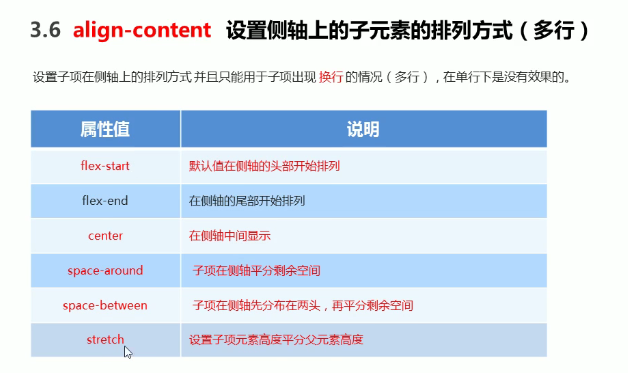 3.6 align-content 设置侧轴上的子元素的排列方式（多行）
设置子项在侧轴上的排列方式 并且只能用于子项出现 换行 的情况（多行），在单行下是没有效果的。
属性值 说明
flex-start 默认值在侧轴的头部开始排列
flex-end 在侧轴的尾部开始排列
center 在侧轴中间显示
space-around 子项在侧轴平分剩余空间
space-between 子项在侧轴先分布在两头，再平分剩余空间
stretch 设置子项元素高度平分父元素高度